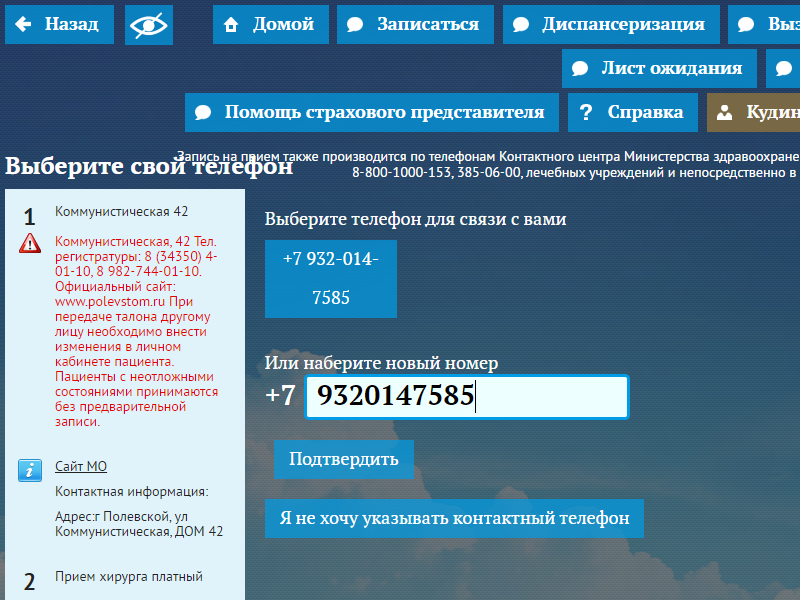 Назад
Домой
Записаться
Диспансеризация
Лист ожидания
Помощь страхового представителя
? Справка
Выберите свой телефон
Запись на прием также производится по телефонам Контактного центра Министерства
8-800-1000-153, 385-06-00, лечебных учреждений и непосредственно в
1 Коммунистическая 42
Коммунистическая, 42 Тел.
регистратуры: 8 (34350) 4-
01-10, 8 982-744-01-10.
Официальный сайт:
www.polevstom.ru При
передаче талона другому
лицу необходимо внести
изменения в личном
кабинете пациента.
Пациенты с неотложными
состояниями принимаются
без предварительной
записи.
Сайт МО
Контактная информация:
Адрес:г Полевской, ул
Коммунистическая, ДОМ 42
2 Прием хирурга платный
Выберите телефон для связи с вами
+7 932-014-
7585
Или наберите новый номер
+7 9320147585
Подтвердить
Я не хочу указывать контактный телефон